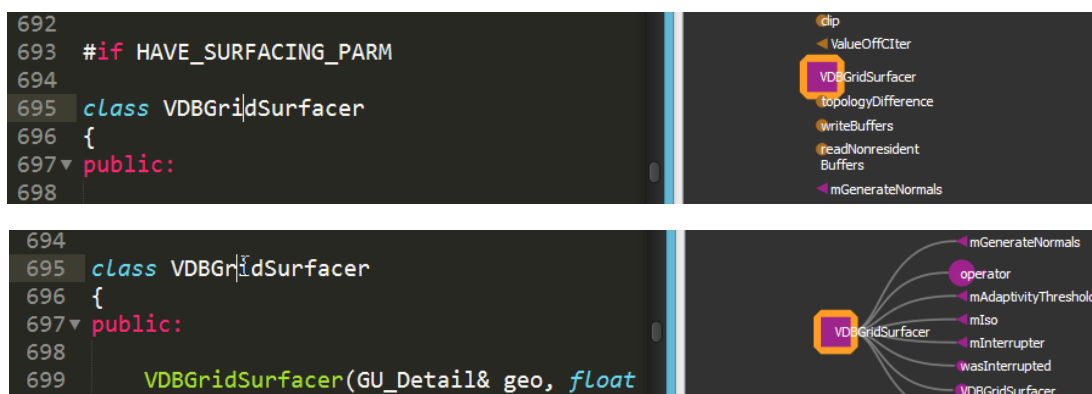 692
693 #if HAVE_SURFACING_PARM
694
695 class VDBGridSurfacer
696 {
697 public:
698
clip
ValueOffCIter
VDBGridSurfacer
topologyDifference
writeBuffers
readNonresident
Buffers
mGenerateNormals
694
695 class VDBGridSurfacer
696 {
697 public:
698
699 VDBGridSurfacer(GU_Detail& geo, float
mGenerateNormals
operator
mAdaptivityThreshold
VDBGridSurfacer
mIso
mInterrupter
wasInterrupted
VDBGridSurfacer